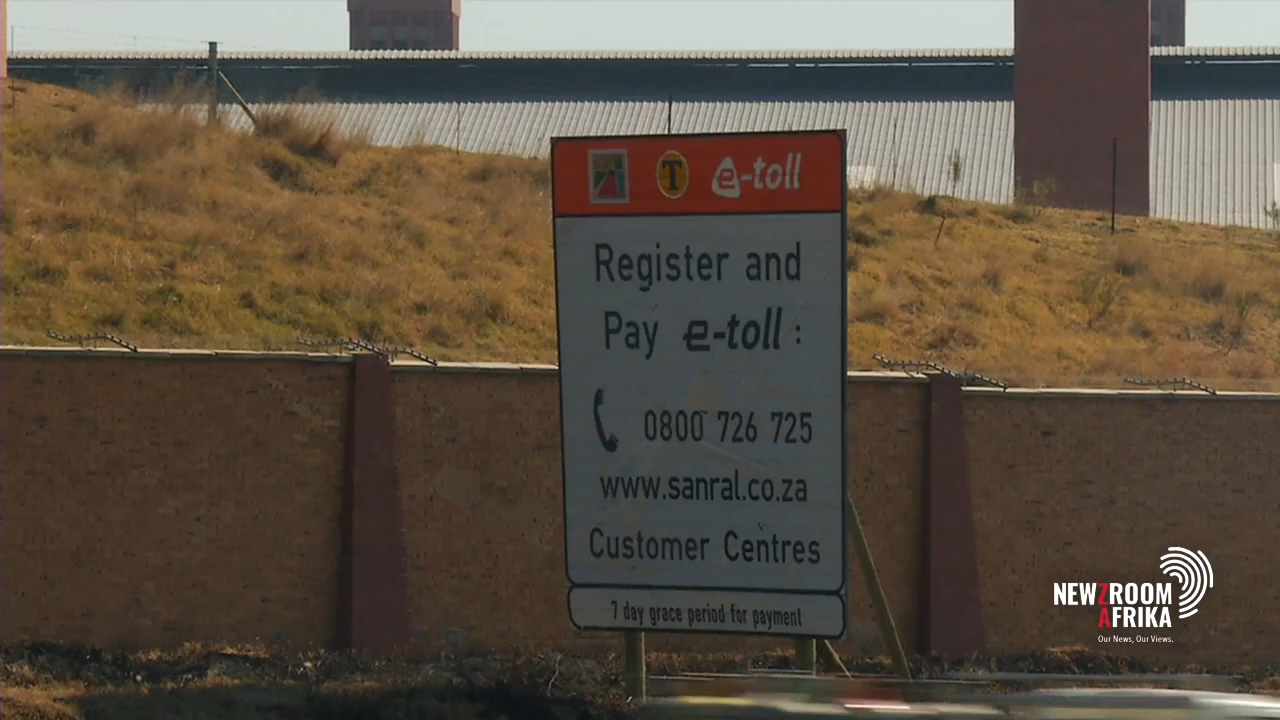 T e-toll
Register and
Pay e-toll :
0800 726 725
www.sanral.co.za
Customer Centres
7 day grace period for payment
NEWZROOM
AFRIKA
Our News, Our Views.